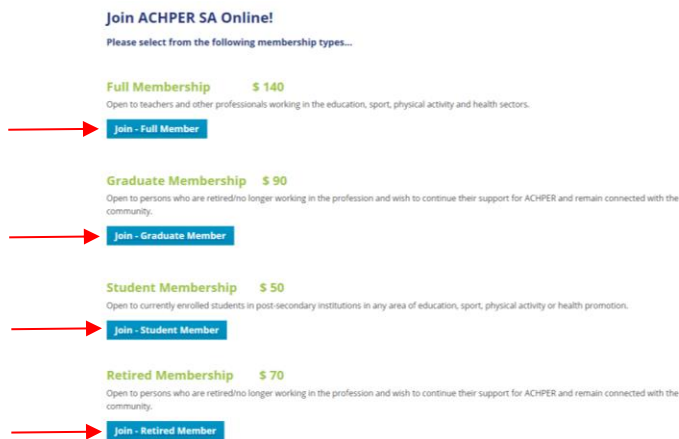 Join ACHPER SA Online!
Please select from the following membership types...
Full Membership $ 140
Open to teachers and other professionals working in the education, sport, physical activity and health sectors.
Join - Full Member
Graduate Membership $ 90
Open to persons who are retired/no longer working in the profession and wish to continue their support for ACHPER and remain connected with the
community.
Join - Graduate Member
Student Membership $ 50
Open to currently enrolled students in post-secondary institutions in any area of education, sport, physical activity or health promotion.
Join - Student Member
Retired Membership $ 70
Open to persons who are retired/no longer working in the profession and wish to continue their support for ACHPER and remain connected with the
community.
Join - Retired Member